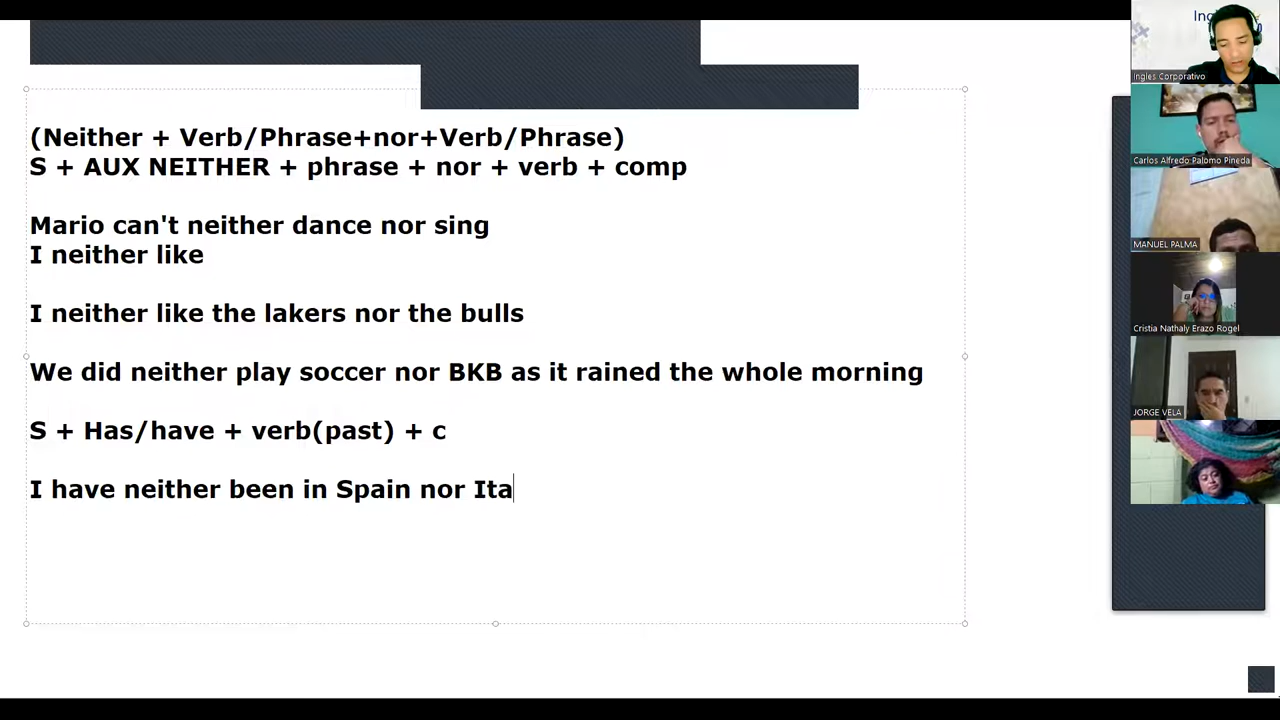 (Neither + Verb/Phrase+nor+Verb/Phrase)
S + AUX NEITHER + phrase + nor + verb + comp
Mario can't neither dance nor sing
I neither like
I neither like the lakers nor the bulls
We did neither play soccer nor BKB as it rained the whole morning
S + Has/have + verb(past) + c
I have neither been in Spain nor Ita
Ingles Corporativo
Carlos Alfredo Palomo Pineda
MANUEL PALMA
Cristia Nathaly Erazo Rogel
JORGE VELA